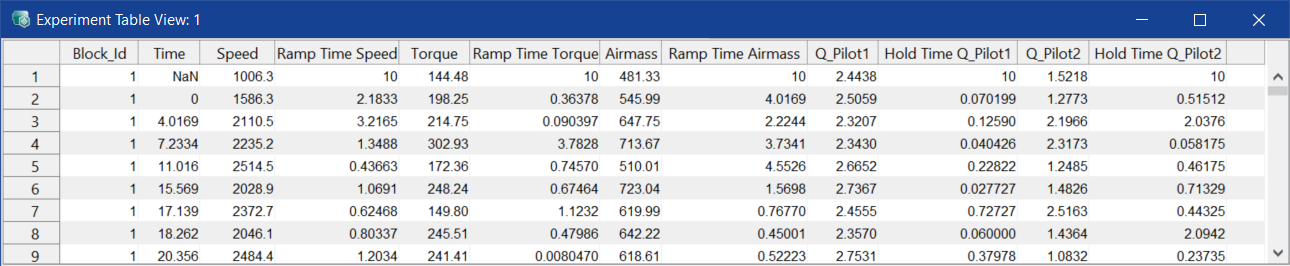 Experiment Table View: 1
Block_Id Time Speed Ramp Time Speed Torque Ramp Time Torque Airmass Ramp Time Airmass Q_Pilot1 Hold Time Q_Pilot1 Q_Pilot2 Hold Time Q_Pilot2
1 1 NaN 1006.3 10 144.48 10 481.33 10 2.4438 10 1.5218 10
2 1 0 1586.3 2.1833 198.25 0.36378 545.99 4.0169 2.5059 0.070199 1.2773 0.51512
3 1 4.0169 2110.5 3.2165 214.75 0.090397 647.75 2.2244 2.3207 0.12590 2.1966 2.0376
4 1 7.2334 2235.2 1.3488 302.93 3.7828 713.67 3.7341 2.3430 0.040426 2.3173 0.058175
5 1 11.016 2514.5 0.43663 172.36 0.74570 510.01 4.5526 2.6652 0.22822 1.2485 0.46175
6 1 15.569 2028.9 1.0691 248.24 0.67464 723.04 1.5698 2.7367 0.027727 1.4826 0.71329
7 1 17.139 2372.7 0.62468 149.80 1.1232 619.99 0.76770 2.4555 0.72727 2.5163 0.44325
8 1 18.262 2046.1 0.80337 245.51 0.47986 642.22 0.45001 2.3570 0.060000 1.4364 2.0942
9 1 20.356 2484.4 1.2034 241.41 0.0080470 618.61 0.52223 2.7531 0.37978 1.0832 0.23735